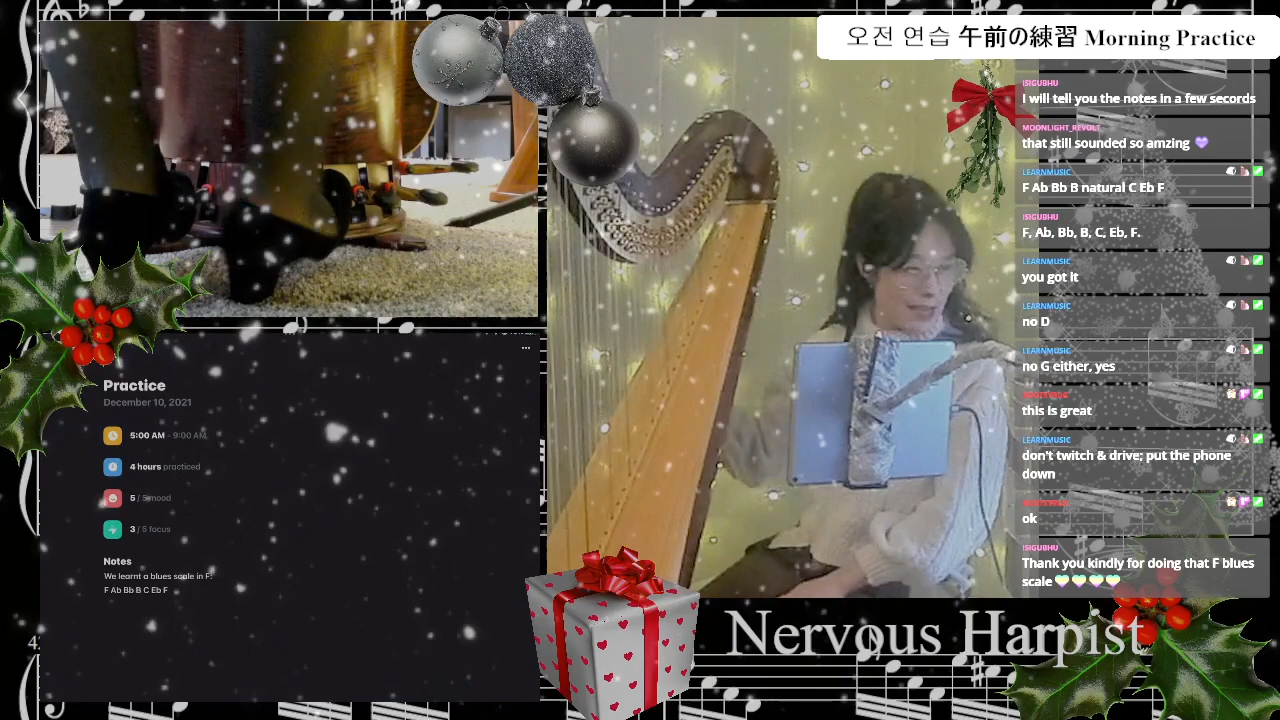 오전 연습 午前の練習 Morning Practice
ISIGUBHU
I will tell you the notes in a few secords
MOONLIGHT_REVOLT
that still sounded so amzing
LEARNMUSIC
F Ab Bb B natural C Eb F
ISIGUBHU
F, Ab, Bb, B, C, Eb, F.
LEARNMUSIC
you got it
LEARNMUSIC
no D
LEARNMUSIC
no G either, yes
this is great
LEARNMUSIC
don't twitch & drive; put the phone
down
ok
ISIGUBHU
Thank you kindly for doing that F blues
scale
Practice
December 10, 2021
5:00 AM - 9:00 AM
4 hours practiced
5 / 5 mood
3 / 5 focus
Notes
We learnt a blues scale in F:
F Ab Bb B C Eb F
Nervous Harpist